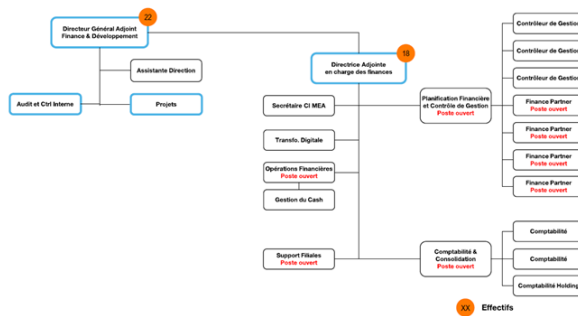 22
Directeur Général Adjoint
Finance & Développement
Assistante Direction
Audit et Ctrl Interne
Projets
18
Directrice Adjointe
en charge des finances
Secrétaire CI MEA
Transfo. Digitale
Opérations Financières
Poste ouvert
Gestion du Cash
Support Filiales
Poste ouvert
Planification Financière
et Contrôle de Gestion
Poste ouvert
Contrôleur de Gestion
Contrôleur de Gestion
Contrôleur de Gestion
Finance Partner
Poste ouvert
Finance Partner
Poste ouvert
Finance Partner
Poste ouvert
Finance Partner
Poste ouvert
Comptabilité &
Consolidation
Poste ouvert
Comptabilité
Comptabilité
Comptabilité Holding
XX Effectifs